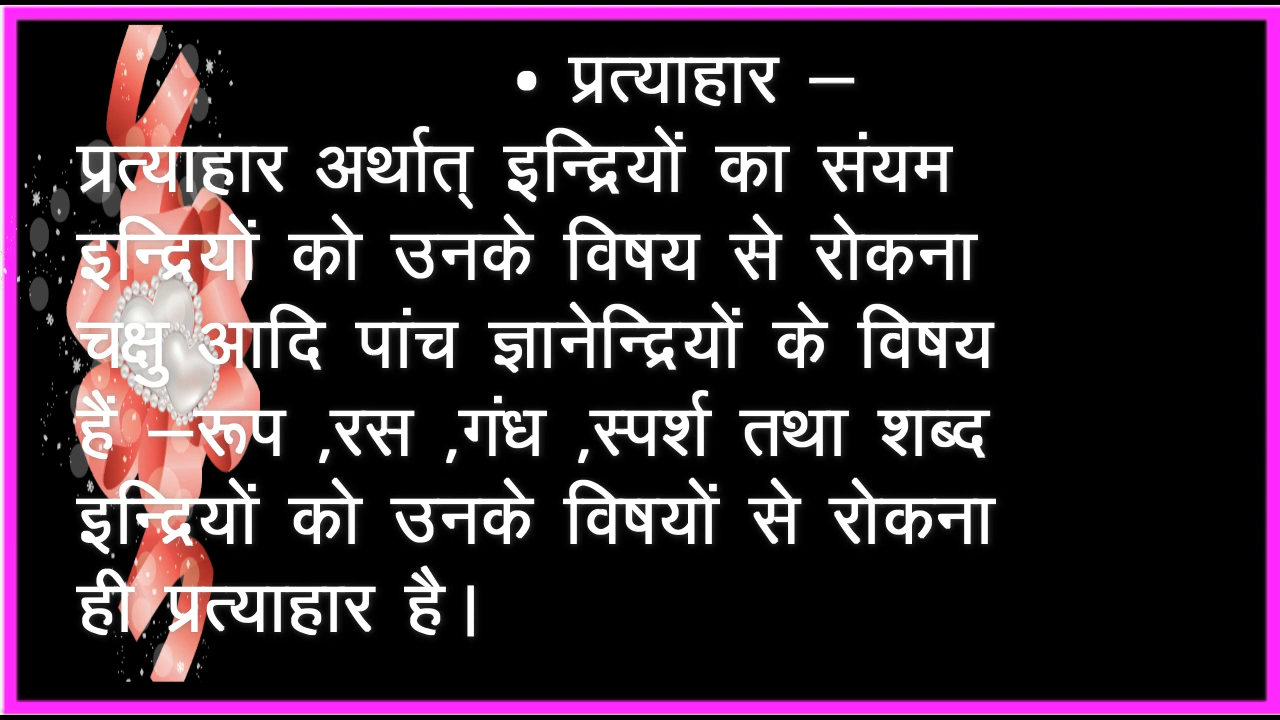 • प्रत्याहार –
प्रत्याहार अर्थात् इन्द्रियों का संयम
इन्द्रियों को उनके विषय से रोकना
चक्षु आदि पांच ज्ञानेन्द्रियों के विषय
हैं –रूप ,रस ,गंध ,स्पर्श तथा शब्द
इन्द्रियों को उनके विषयों से रोकना
ही प्रत्याहार है।